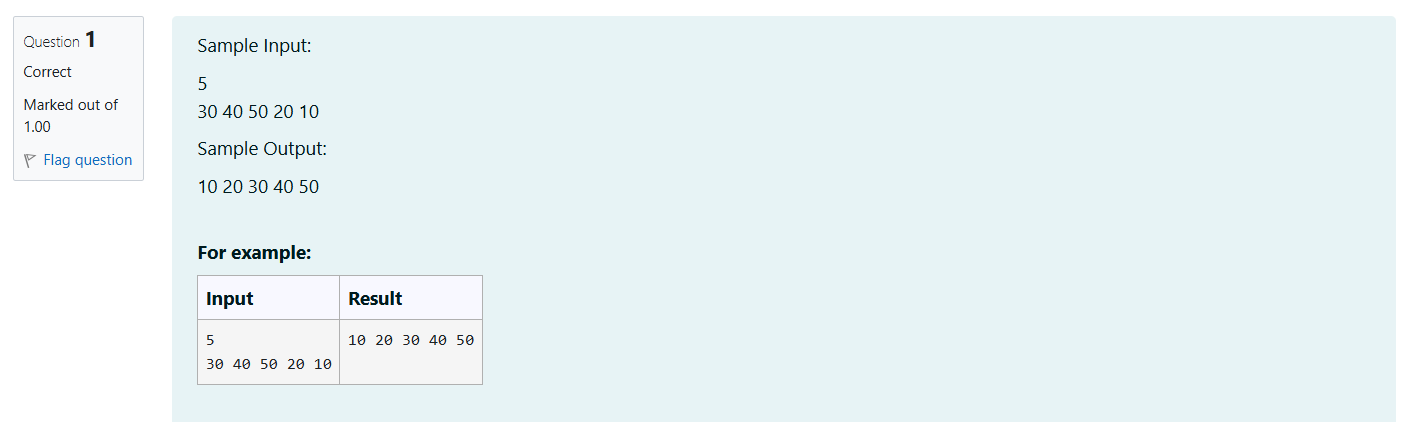 Question 1
Correct
Marked out of
1.00
Flag question
Sample Input:
5
30 40 50 20 10
Sample Output:
10 20 30 40 50
For example:
Input Result
5 10 20 30 40 50
30 40 50 20 10